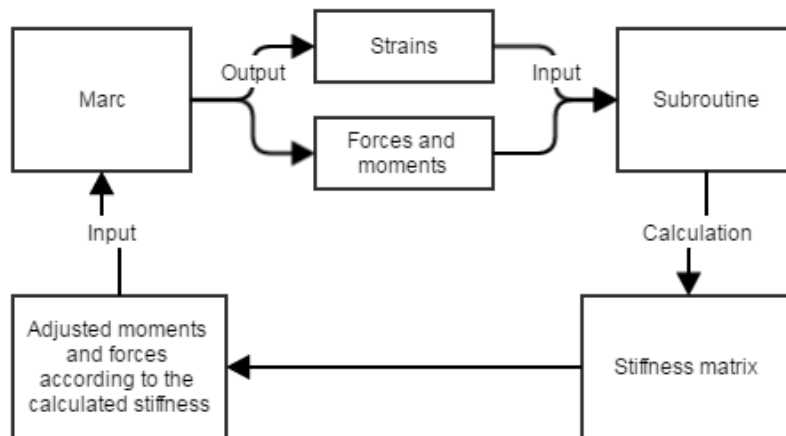 Marc
Output
Strains
Forces and
moments
Input
Subroutine
Calculation
Stiffness matrix
Adjusted moments
and forces
according to the
calculated stiffness
Input